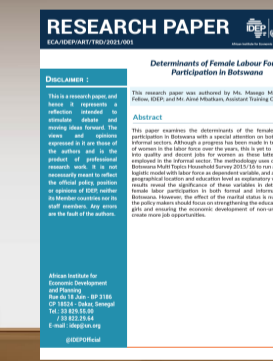 RESEARCH PAPER
IDEP
ECA/IDEP/ART/TRD/2021/001
Determinants of Female Labour For
Participation in Botswana
DISCLAIMER :
This is a research paper, and
hence it represents a
reflection intended to
stimulate debate and
moving ideas forward. The
views and opinions
expressed in it are those of
the authors and is the
product of professional
research work. It is not
necessarily meant to reflect
the official policy, position
or opinions of IDEP, neither
its Member countries nor its
staff members. Any errors
are the fault of the authors.
African Institute for
Economic Development
and Planning
Rue du 18 Juin - BP 3186
CP 18524 - Dakar, Senegal
Tel.: 33 829.55.00
/ 33 822.29.64
E-mail : idep@un.org
@IDEPOfficial
This research paper was authored by Ms. Masego M
Fellow, IDEP; and Mr. Aimé Mbatkam, Assistant Training O
Abstract
This paper examines the determinants of the female
participation in Botswana with a special attention on bot
informal sectors. Although a progress has been made in t
of women in the labor force over the years, this is yet to
into quality and decent jobs for women as these latte
employed in the informal sector. The methodology uses
Botswana Multi Topics Household Survey 2015/16 to run
logistic model with labor force as dependent variable, and
geographical location and education level as explanatory v
results reveal the significance of these variables in det
female labor participation in both formal and inform
Botswana. However, the effect of the marital status is n
the policy makers should focus on strengthening the educa
girls and ensuring the economic development of non-u
create more job opportunities.